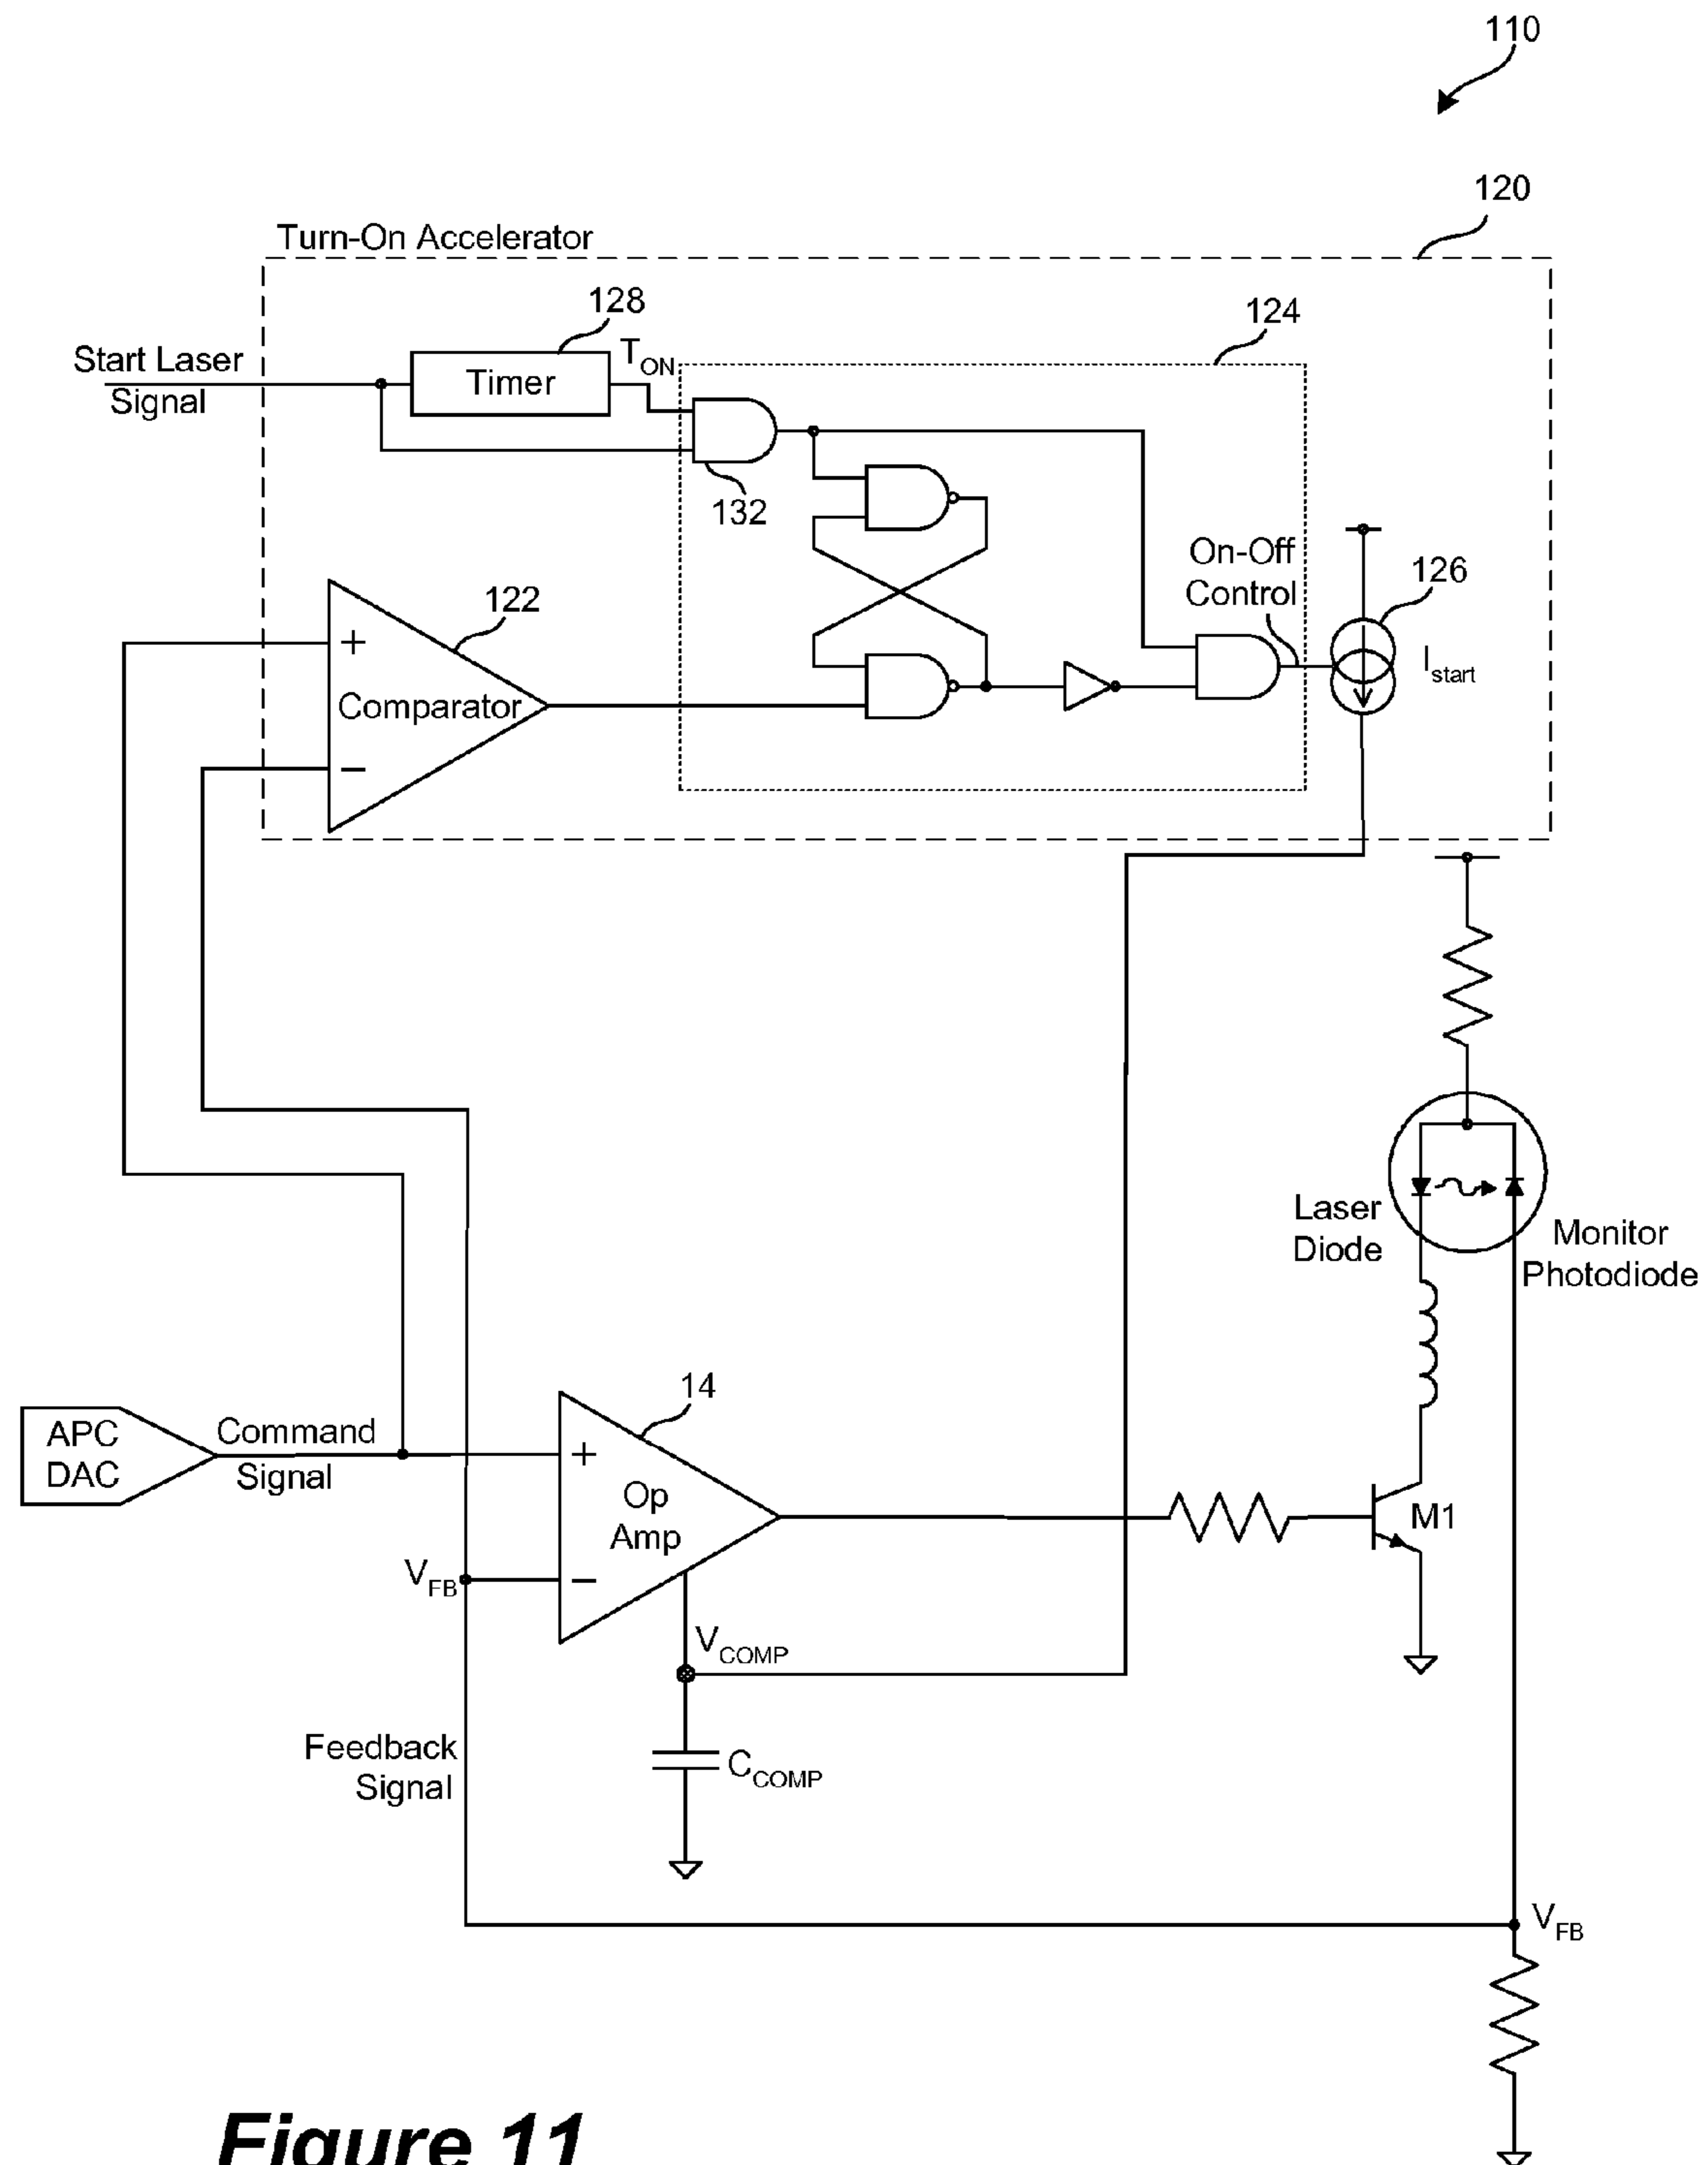 110
120
Turn-On Accelerator
128
124
Start Laser
Signal
Timer
TON
132
On-Off
Control
126
122
+
Comparator
−
Istart
Laser
Diode
Monitor
Photodiode
14
APC
DAC
Command
Signal
+
Op
Amp
−
M1
VFB
VCOMP
Feedback
Signal
CCOMP
VFB
Figure 11